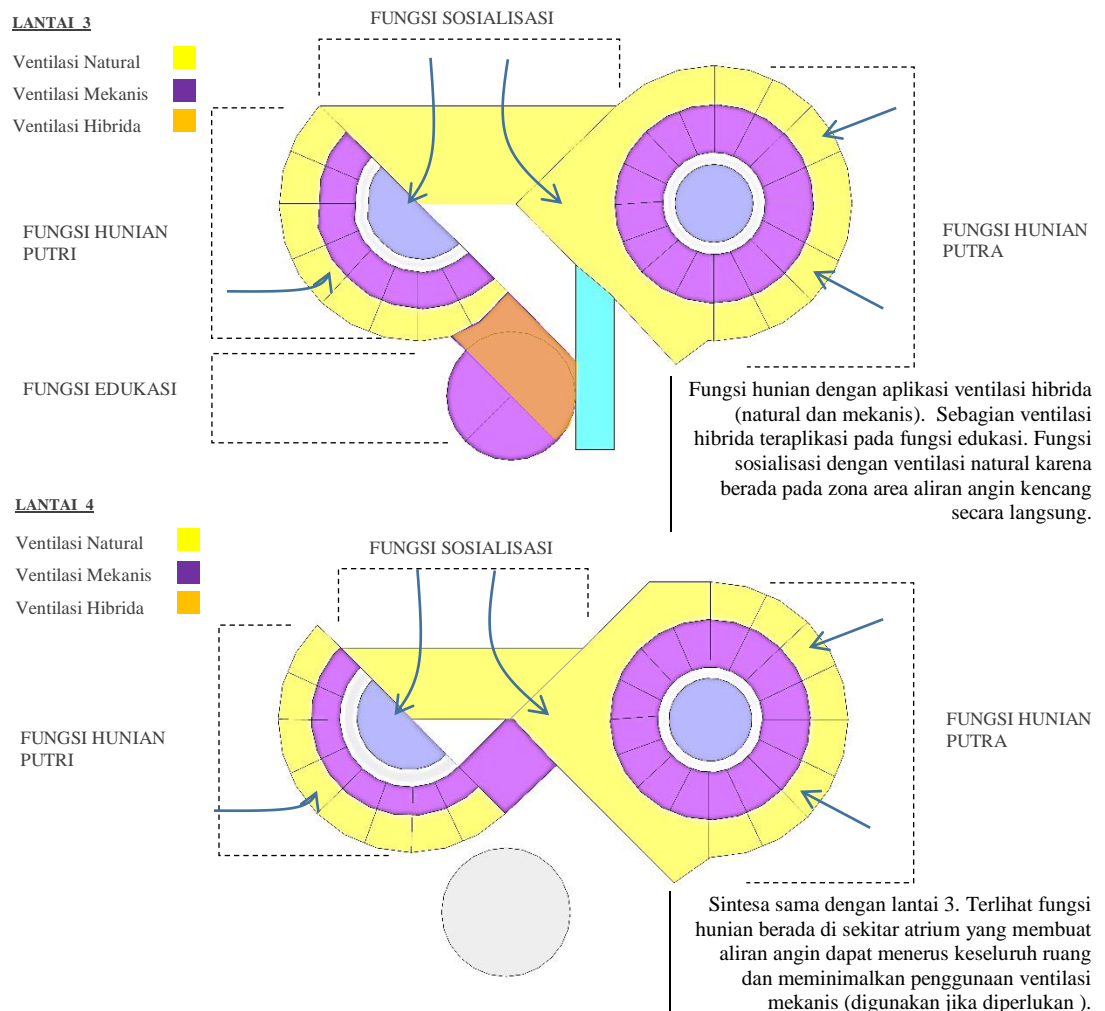 FUNGSI SOSIALISASI
LANTAI 3
Ventilasi Natural
Ventilasi Mekanis
Ventilasi Hibrida
FUNGSI HUNIAN
PUTRI
FUNGSI HUNIAN
PUTRA
FUNGSI EDUKASI
Fungsi hunian dengan aplikasi ventilasi hibrida
(natural dan mekanis). Sebagian ventilasi
hibrida teraplikasi pada fungsi edukasi. Fungsi
sosialisasi dengan ventilasi natural karena
berada pada zona area aliran angin kencang
secara langsung.
LANTAI 4
Ventilasi Natural
Ventilasi Mekanis
Ventilasi Hibrida
FUNGSI SOSIALISASI
FUNGSI HUNIAN
PUTRI
FUNGSI HUNIAN
PUTRA
Sintesa sama dengan lantai 3. Terlihat fungsi
hunian berada di sekitar atrium yang membuat
aliran angin dapat menerus keseluruh ruang
dan meminimalkan penggunaan ventilasi
mekanis (digunakan jika diperlukan ).